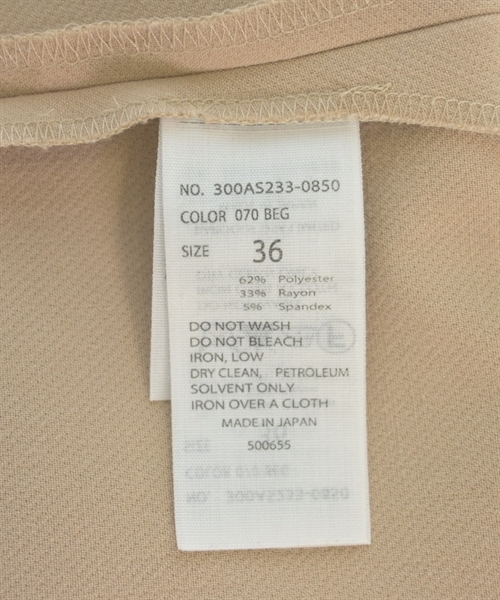 NO. 300AS233-0850
COLOR 070 BEG
SIZE 36
62% Polyester
33% Rayon
5% Spandex
DO NOT WASH
DO NOT BLEACH
IRON, LOW
DRY CLEAN, PETROLEUM
SOLVENT ONLY
IRON OVER A CLOTH
MADE IN JAPAN
500655